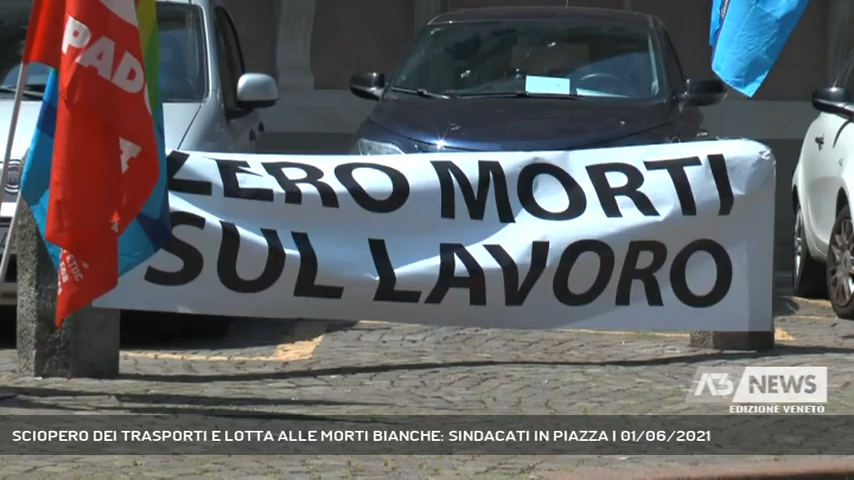 PADO A
ZERO MORTI
SUL LAVORO
A3 NEWS
EDIZIONE VENETO
SCIOPERO DEI TRASPORTI E LOTTA ALLE MORTI BIANCHE: SINDACATI IN PIAZZA | 01/06/2021